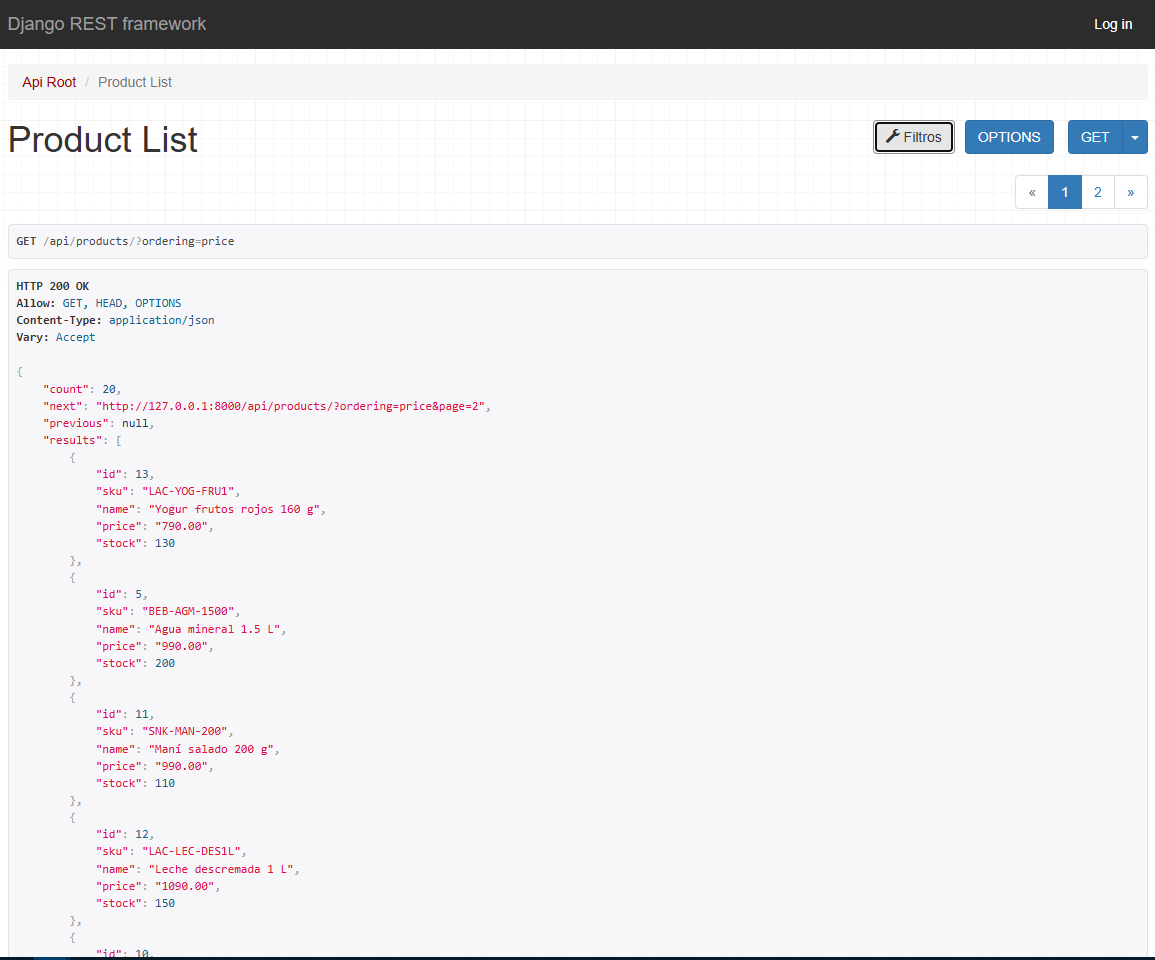 Django REST framework
Log in
Api Root / Product List
Product List
Filtros
OPTIONS
GET
« 1 2 »
GET /api/products/?ordering=price
HTTP 200 OK
Allow: GET, HEAD, OPTIONS
Content-Type: application/json
Vary: Accept
{
    "count": 20,
    "next": "http://127.0.0.1:8000/api/products/?ordering=price&page=2",
    "previous": null,
    "results": [
        {
            "id": 13,
            "sku": "LAC-YOG-FRU1",
            "name": "Yogur frutos rojos 160 g",
            "price": "790.00",
            "stock": 130
        },
        {
            "id": 5,
            "sku": "BEB-AGM-1500",
            "name": "Agua mineral 1.5 L",
            "price": "990.00",
            "stock": 200
        },
        {
            "id": 11,
            "sku": "SNK-MAN-200",
            "name": "Maní salado 200 g",
            "price": "990.00",
            "stock": 110
        },
        {
            "id": 12,
            "sku": "LAC-LEC-DES1L",
            "name": "Leche descremada 1 L",
            "price": "1090.00",
            "stock": 150
        },
        {
            "id": 10,